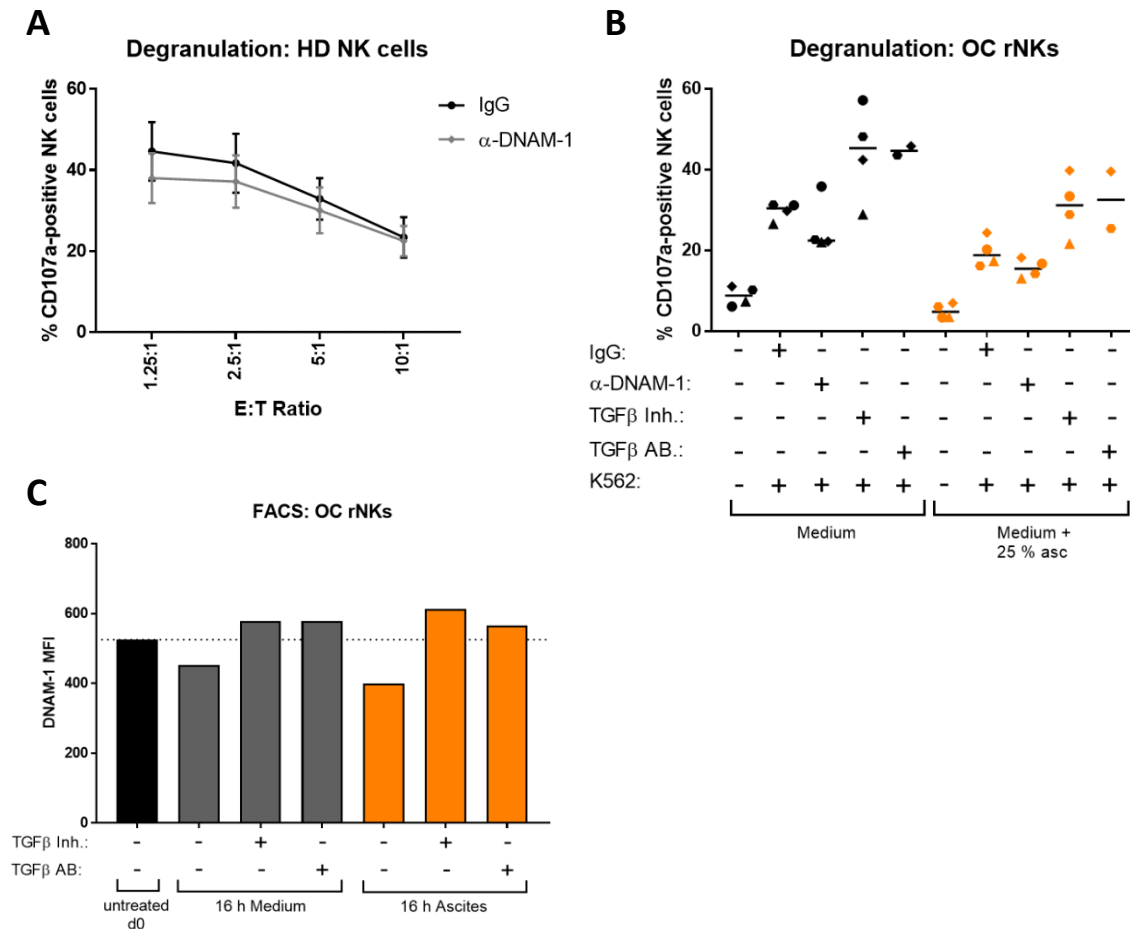 A
Degranulation: HD NK cells
% CD107a-positive NK cells
60
40
20
0
1.25:1
2.5:1
5:1
10:1
E:T Ratio
IgG
α-DNAM-1
B
Degranulation: OC rNKs
% CD107a-positive NK cells
60
40
20
0
IgG: - + - - - - + - - -
α-DNAM-1: - - + - - - - + - -
TGFβ Inh.: - - - + - - - - + -
TGFβ AB.: - - - - + - - - - +
K562: - + + + + - + + + +
Medium
Medium +
25 % asc
C
FACS: OC rNKs
DNAM-1 MFI
800
600
400
200
0
TGFβ Inh.: - - + - - + -
TGFβ AB: - - - + - - +
untreated
d0
16 h Medium
16 h Ascites